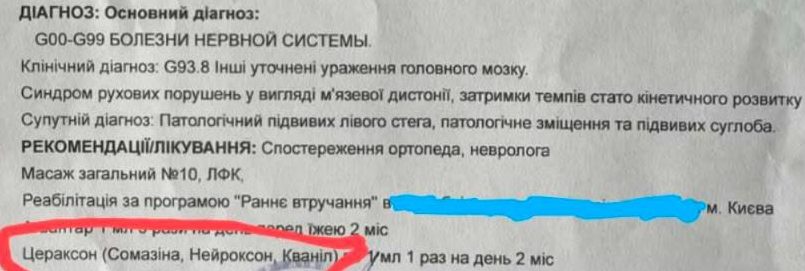 ДІАГНОЗ: Основний діагноз:
G00-G99 БОЛЕЗНИ НЕРВНОЙ СИСТЕМЫ.
Клінічний діагноз: G93.8 Інші уточнені ураження головного мозку.
Синдром рухових порушень у вигляді м'язевої дистонії, затримки темпів стато кінетичного розвитку
Супутній діагноз: Патологічний підвивих лівого стега, патологічне зміщення та підвивих суглоба.
РЕКОМЕНДАЦІЇ/ЛІКУВАННЯ: Спостереження ортопеда, невролога
Масаж загальний №10, ЛФК,
Реабілітація за програмою "Раннє втручання" в м. Києва
1 мл 3 рази на день перед їжею 2 міс
Цераксон (Сомазіна, Нейроксон, Кваніл) мл 1 раз на день 2 міс